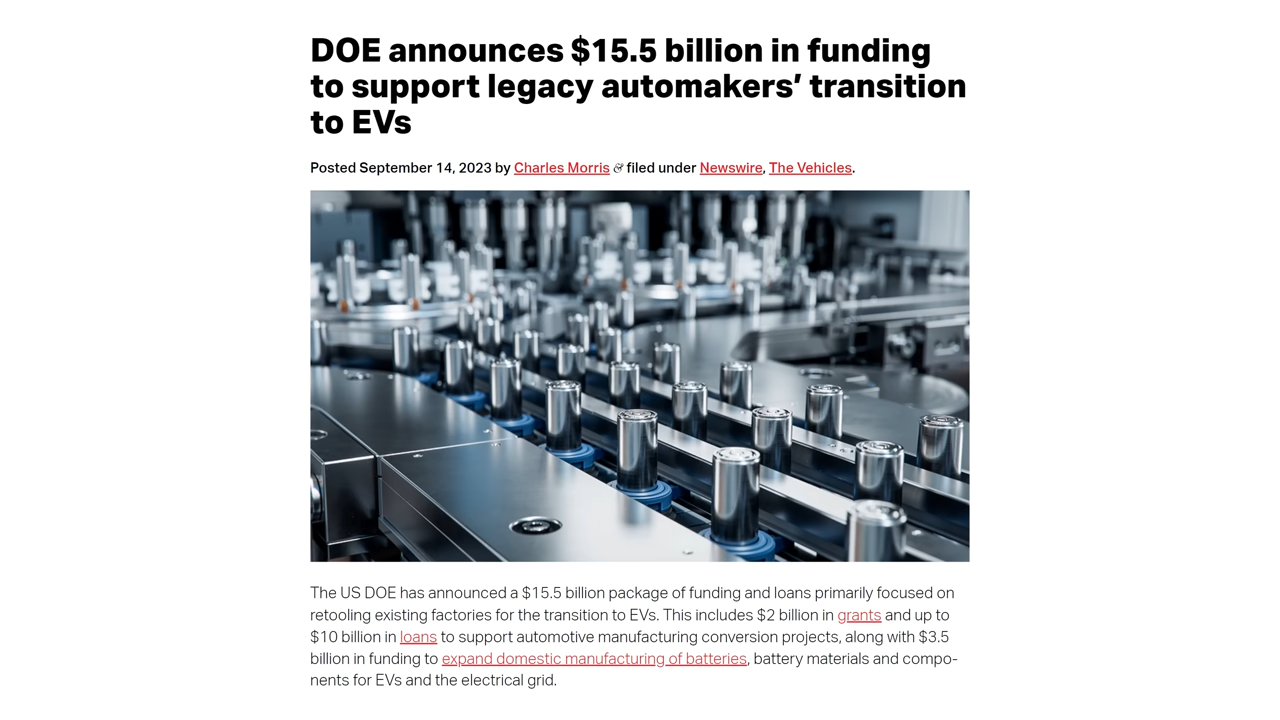 DOE announces $15.5 billion in funding
to support legacy automakers’ transition
to EVs
Posted September 14, 2023 by Charles Morris & filed under Newswire, The Vehicles.
The US DOE has announced a $15.5 billion package of funding and loans primarily focused on
retooling existing factories for the transition to EVs. This includes $2 billion in grants and up to
$10 billion in loans to support automotive manufacturing conversion projects, along with $3.5
billion in funding to expand domestic manufacturing of batteries, battery materials and compo-
nents for EVs and the electrical grid.